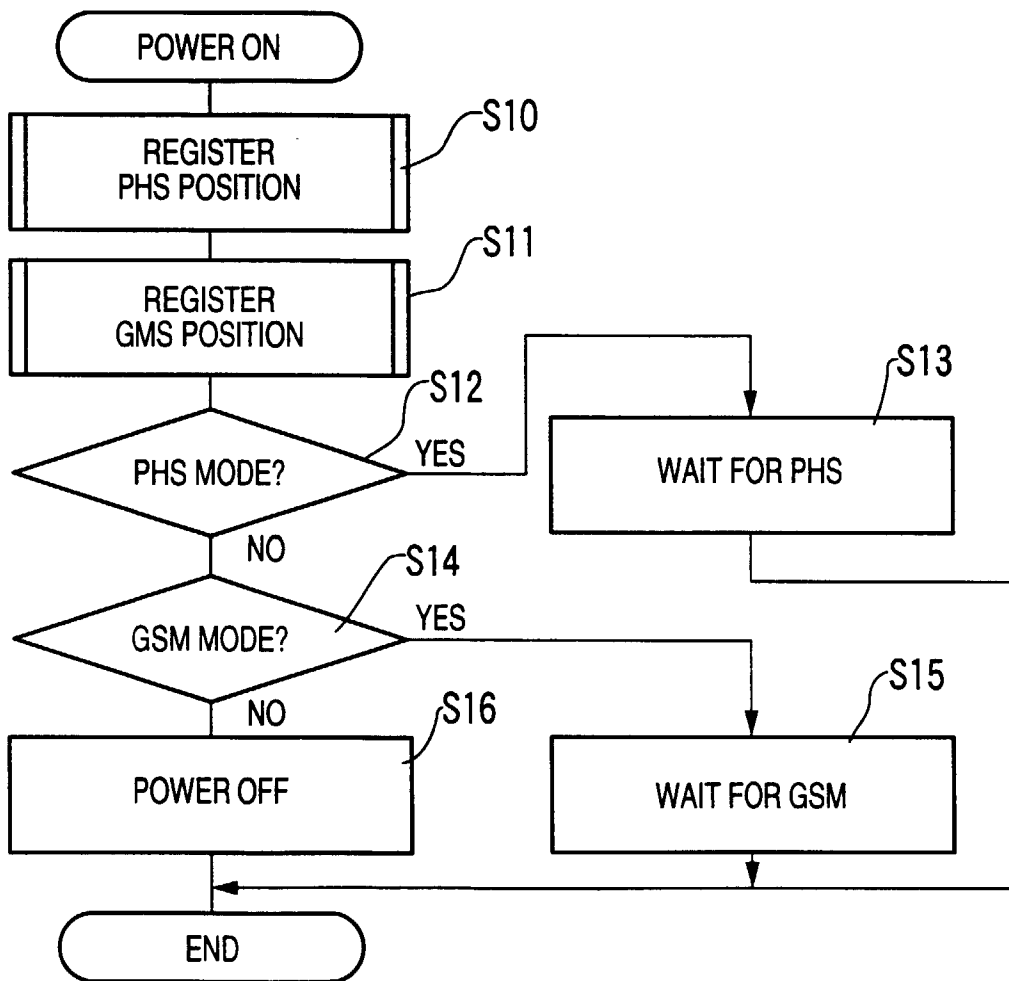 POWER ON
S10
REGISTER
PHS POSITION
S11
REGISTER
GMS POSITION
S12
PHS MODE?
YES
NO
S13
WAIT FOR PHS
S14
GSM MODE?
YES
NO
S15
WAIT FOR GSM
S16
POWER OFF
END